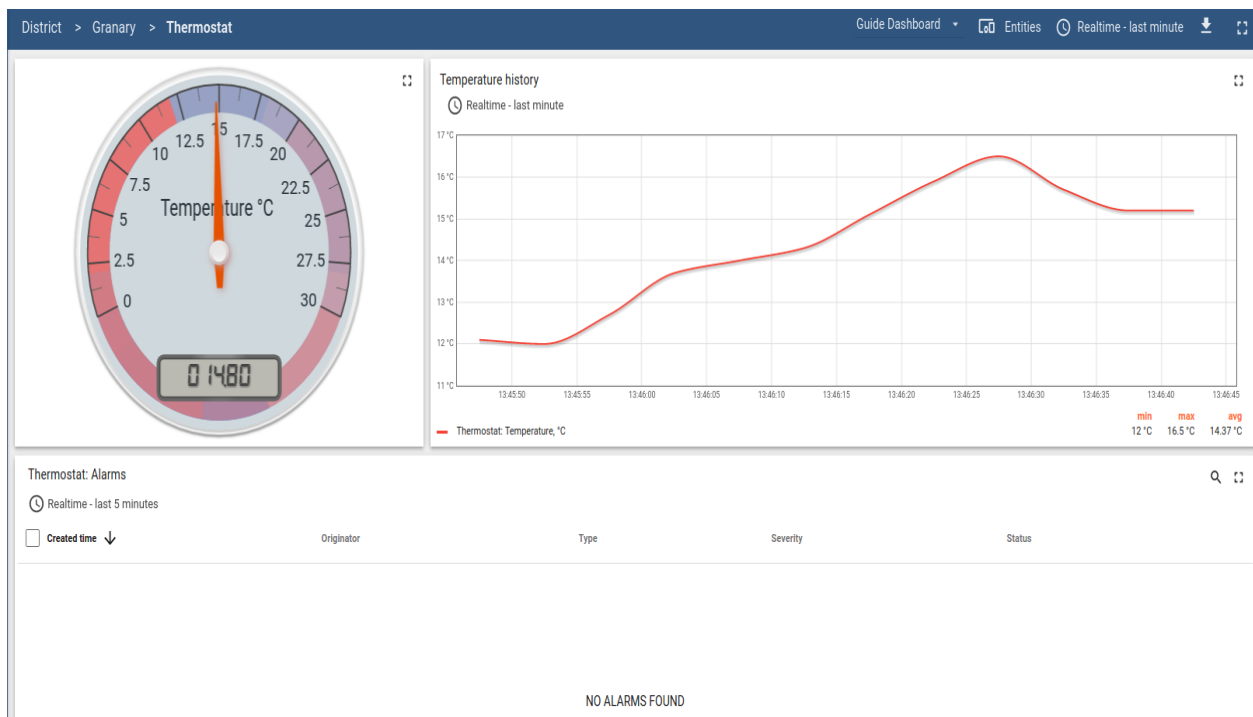 District > Granary > Thermostat
Guide Dashboard
Entities
Realtime - last minute
0
2.5
5
7.5
10
12.5
15
17.5
20
22.5
25
27.5
30
Temperature °C
014.80
Temperature history
Realtime - last minute
17 °C
16 °C
15 °C
14 °C
13 °C
12 °C
11 °C
13:45:50 13:45:55 13:46:00 13:46:05 13:46:10 13:46:15 13:46:20 13:46:25 13:46:30 13:46:35 13:46:40 13:46:45
min max avg
Thermostat: Temperature, °C 12 °C 16.5 °C 14.37 °C
Thermostat: Alarms
Realtime - last 5 minutes
Created time Originator Type Severity Status
NO ALARMS FOUND